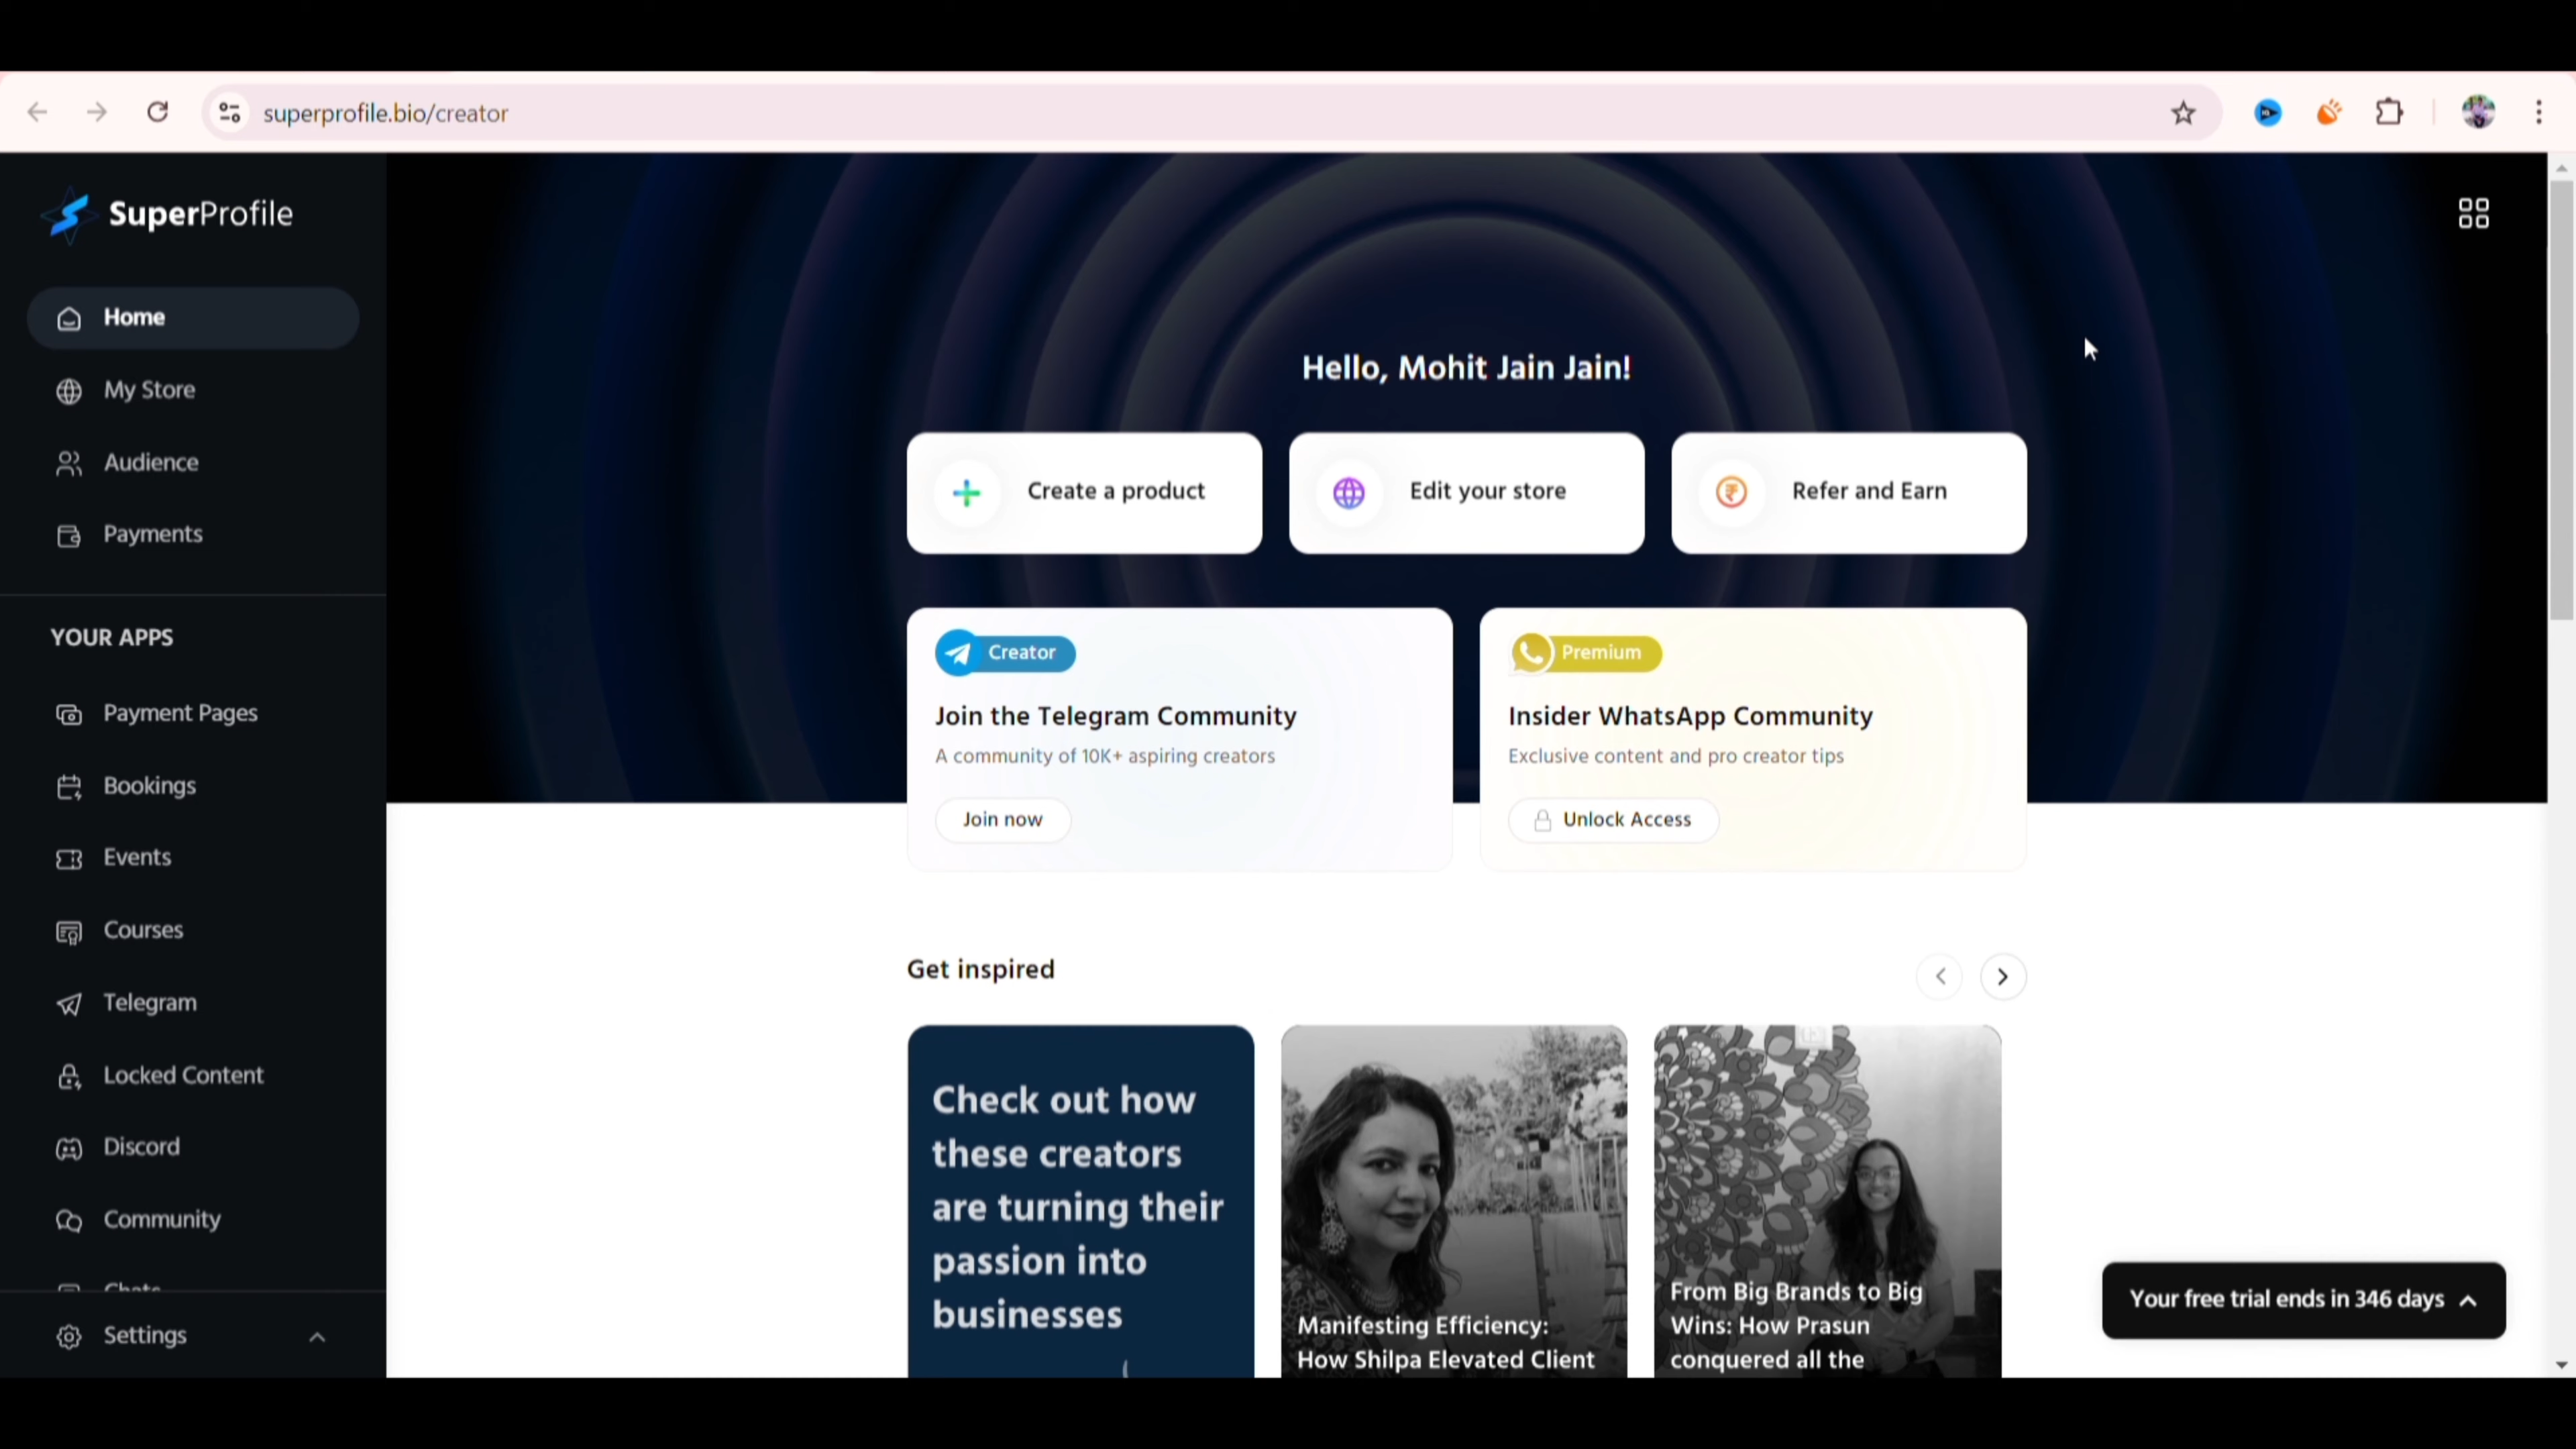 superprofile.bio/creator
SuperProfile
Home
My Store
Audience
Payments
YOUR APPS
Payment Pages
Bookings
Events
Courses
Telegram
Locked Content
Discord
Community
Chats
Settings
Hello, Mohit Jain Jain!
Create a product
Edit your store
Refer and Earn
Creator
Join the Telegram Community
A community of 10K+ aspiring creators
Join now
Premium
Insider WhatsApp Community
Exclusive content and pro creator tips
Unlock Access
Get inspired
Check out how
these creators
are turning their
passion into
businesses
Manifesting Efficiency:
How Shilpa Elevated Client
From Big Brands to Big
Wins: How Prasun
conquered all the
Your free trial ends in 346 days